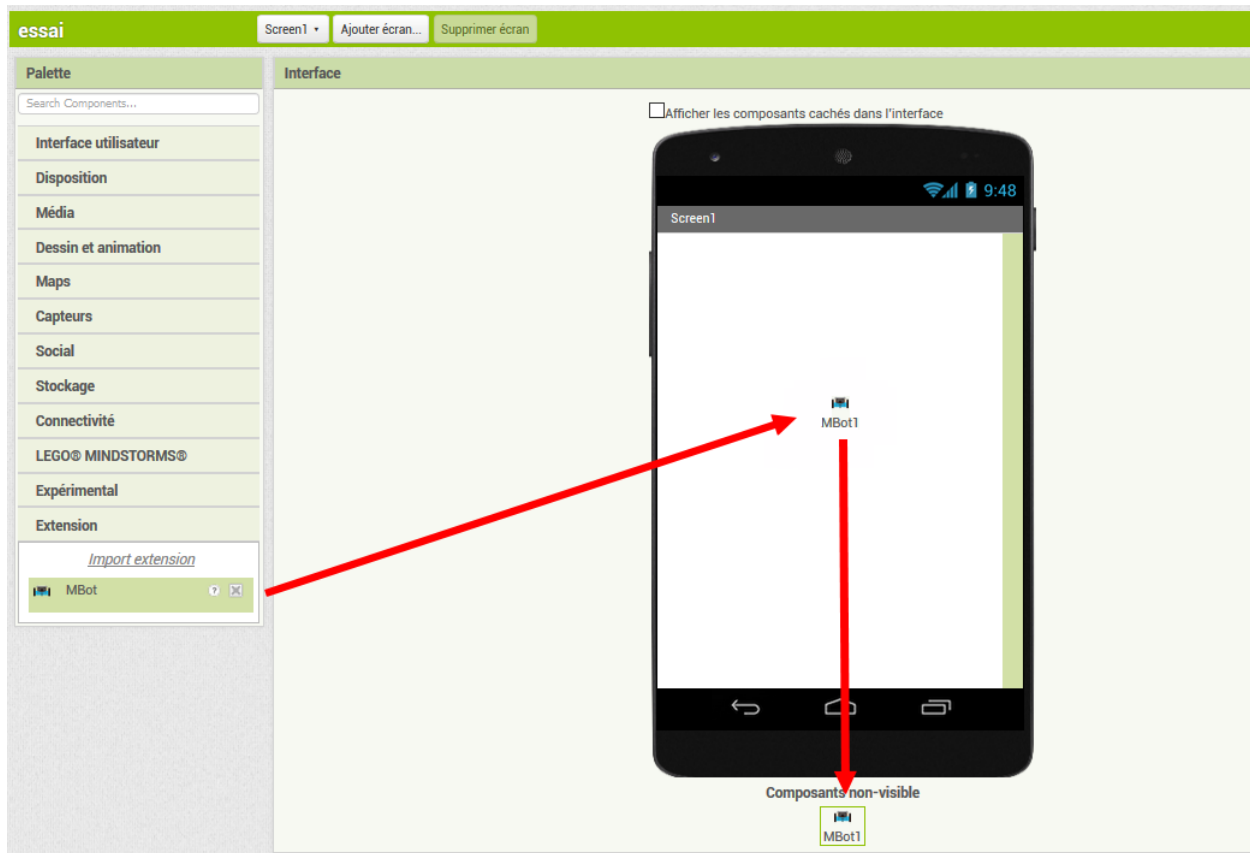 essai
Screen1
Ajouter écran...
Supprimer écran
Palette
Search Components...
Interface utilisateur
Disposition
Média
Dessin et animation
Maps
Capteurs
Social
Stockage
Connectivité
LEGO® MINDSTORMS®
Expérimental
Extension
Import extension
MBot
?
Interface
Afficher les composants cachés dans l'interface
9:48
Screen1
MBot1
Composants non-visible
MBot1